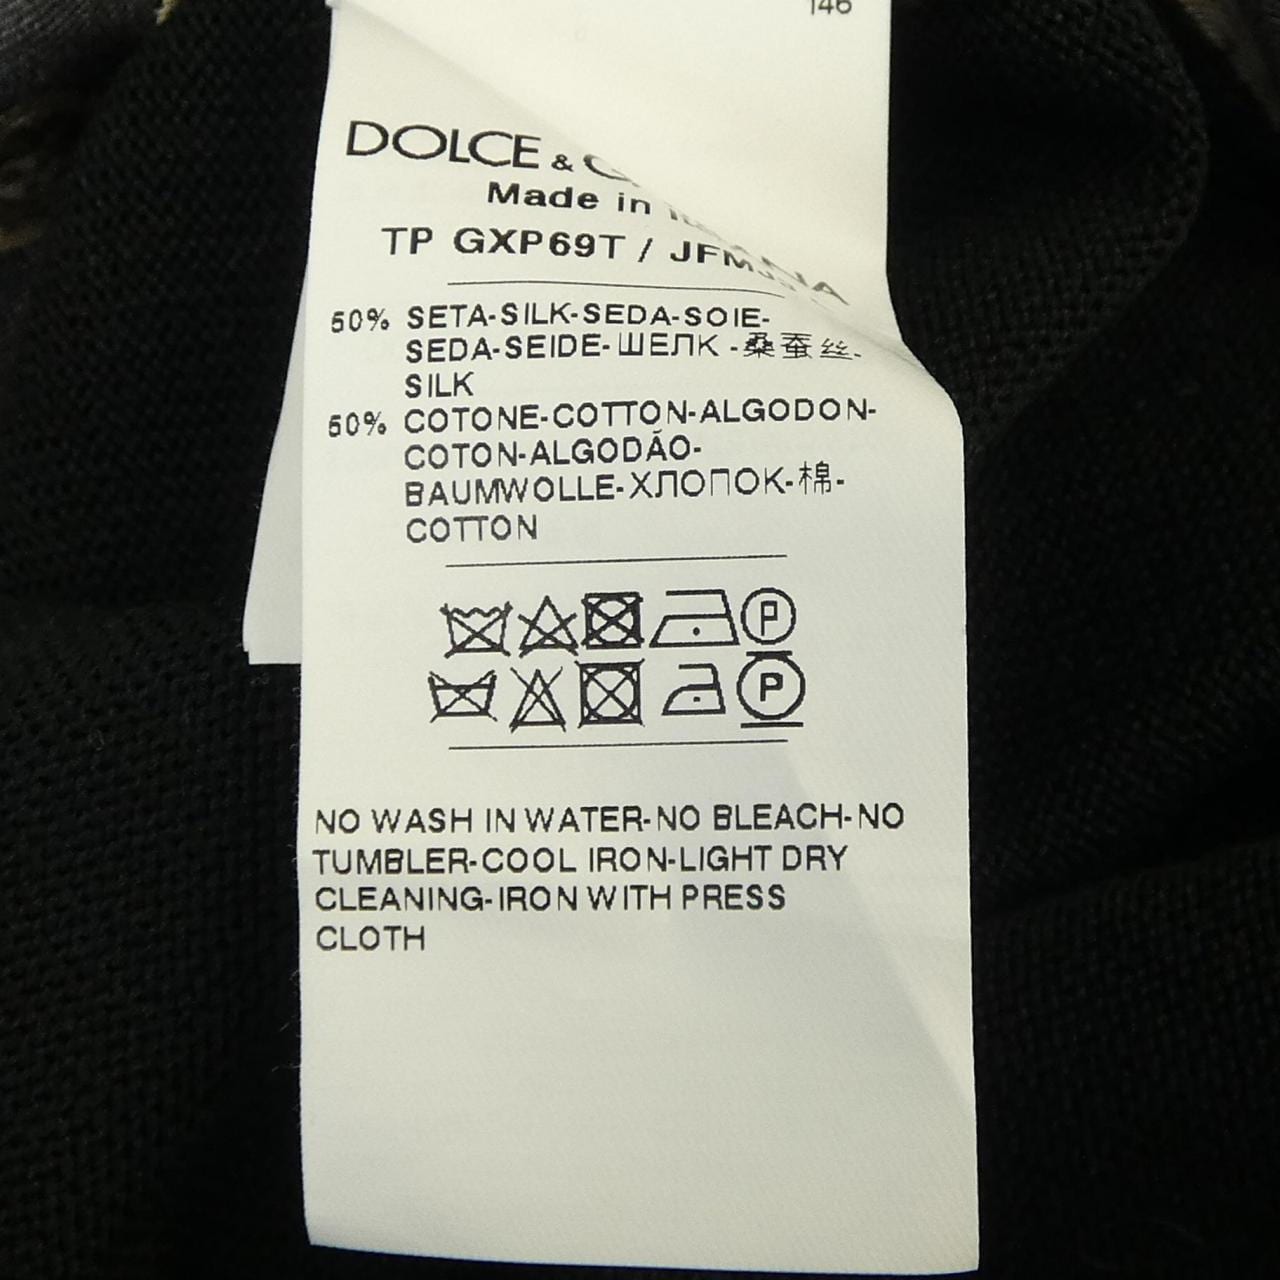 146
DOLCE &
Made in
TP GXP69T /
50% SETA-SILK-SEDA-SOIE-
SEDA-SEIDE-ШЕЛК -桑蚕丝-
SILK
50% COTONE-COTTON-ALGODON-
COTON-ALGODÃO-
BAUMWOLLE-ХЛОПОК-棉-
COTTON
P
P
NO WASH IN WATER-NO BLEACH-NO
TUMBLER-COOL IRON-LIGHT DRY
CLEANING-IRON WITH PRESS
CLOTH